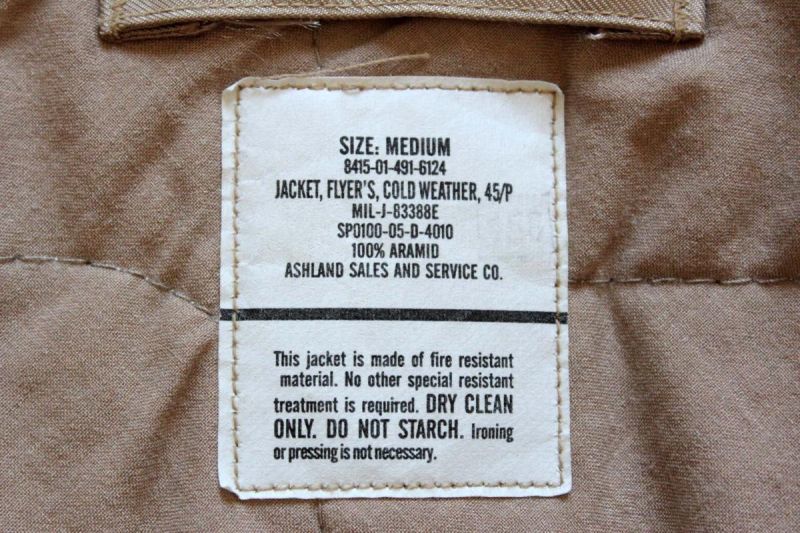 SIZE: MEDIUM
8415-01-491-6124
JACKET, FLYER'S, COLD WEATHER, 45/P
MIL-J-83388E
SP0100-05-D-4010
100% ARAMID
ASHLAND SALES AND SERVICE CO.
This jacket is made of fire resistant
material. No other special resistant
treatment is required. DRY CLEAN
ONLY. DO NOT STARCH. Ironing
or pressing is not necessary.